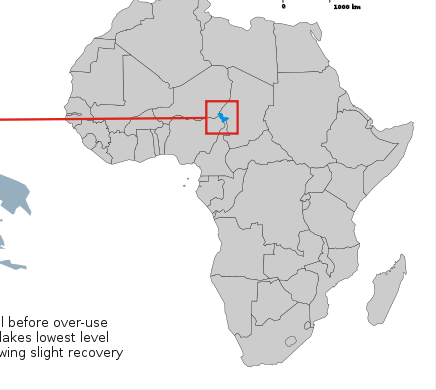 0 1000 km
l before over-use
lakes lowest level
wing slight recovery